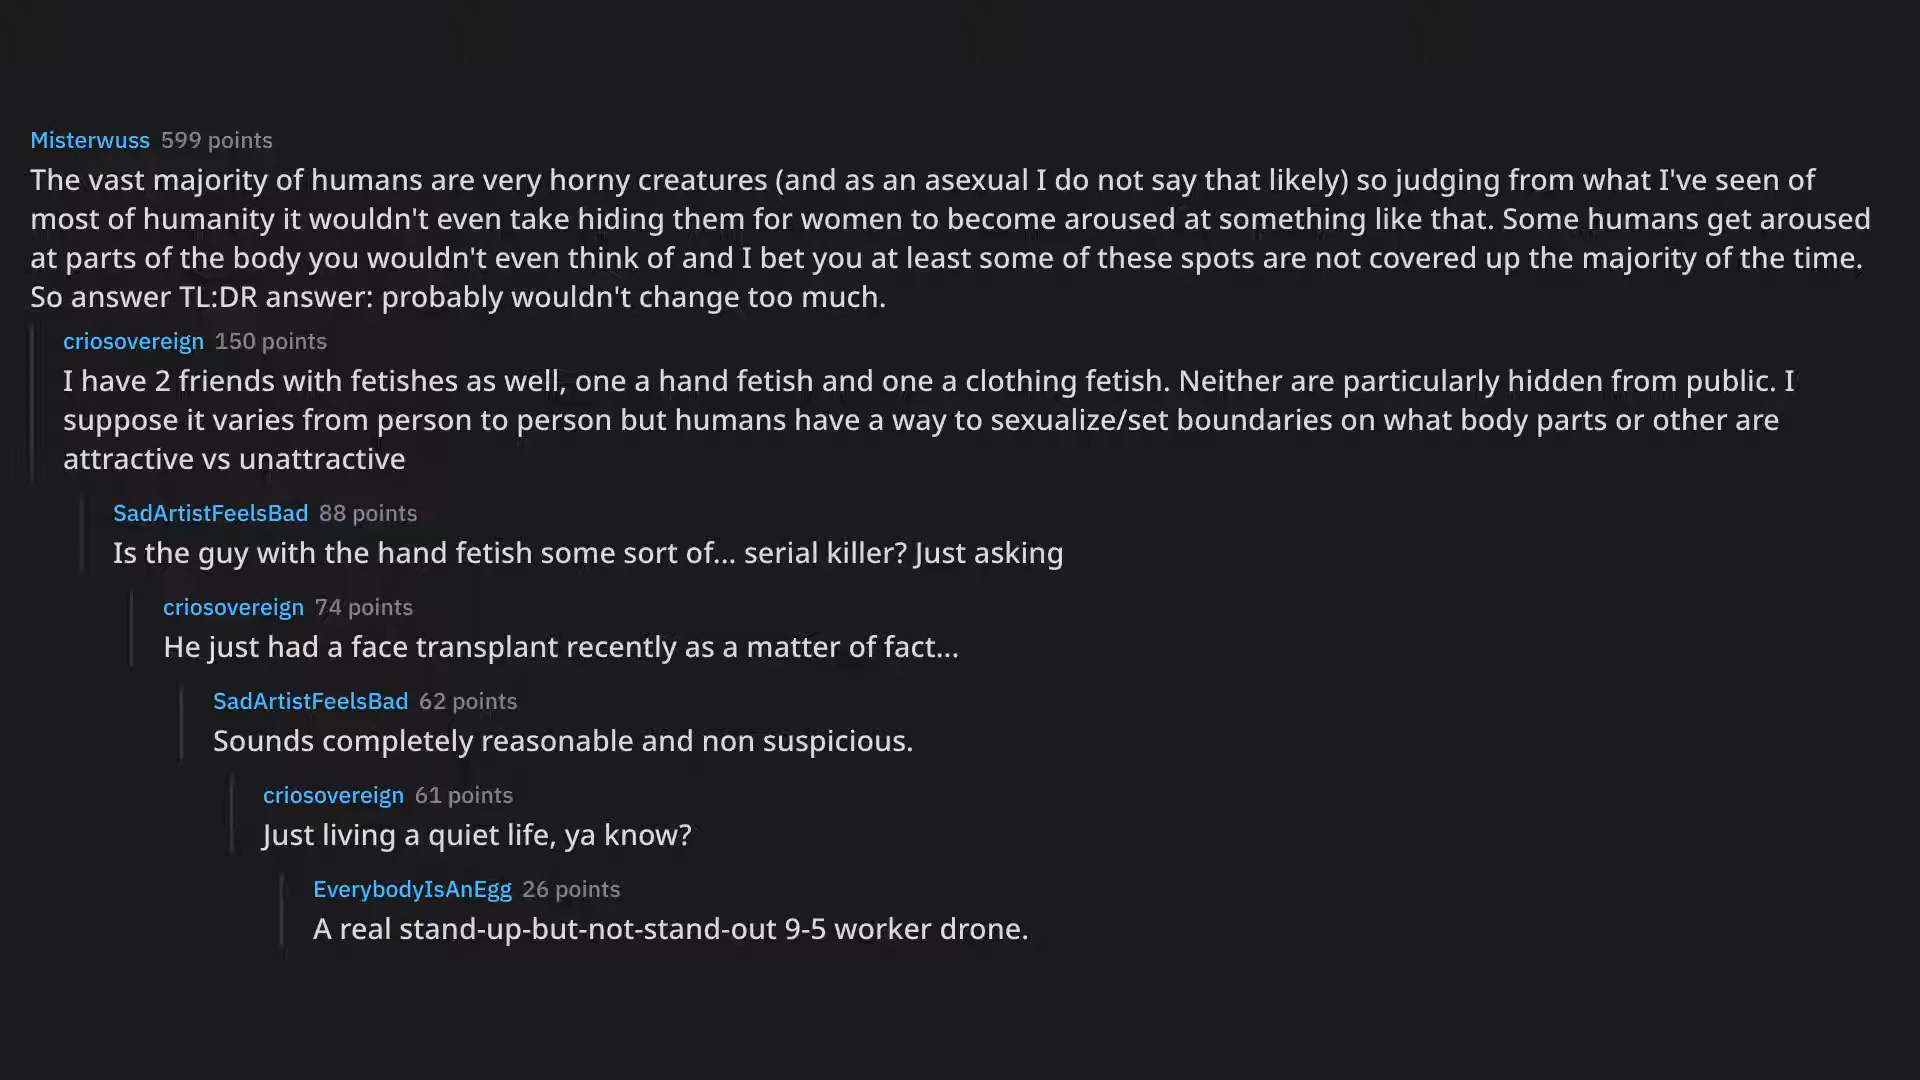 Misterwuss 599 points
The vast majority of humans are very horny creatures (and as an asexual I do not say that likely) so judging from what I've seen of
most of humanity it wouldn't even take hiding them for women to become aroused at something like that. Some humans get aroused
at parts of the body you wouldn't even think of and I bet you at least some of these spots are not covered up the majority of the time.
So answer TL:DR answer: probably wouldn't change too much.
criosovereign 150 points
I have 2 friends with fetishes as well, one a hand fetish and one a clothing fetish. Neither are particularly hidden from public. I
suppose it varies from person to person but humans have a way to sexualize/set boundaries on what body parts or other are
attractive vs unattractive
SadArtistFeelsBad 88 points
Is the guy with the hand fetish some sort of... serial killer? Just asking
criosovereign 74 points
He just had a face transplant recently as a matter of fact...
SadArtistFeelsBad 62 points
Sounds completely reasonable and non suspicious.
criosovereign 61 points
Just living a quiet life, ya know?
EverybodyIsAnEgg 26 points
A real stand-up-but-not-stand-out 9-5 worker drone.